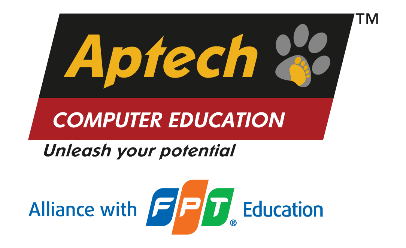 Aptech ™
COMPUTER EDUCATION
Unleash your potential
Alliance with FPT® Education